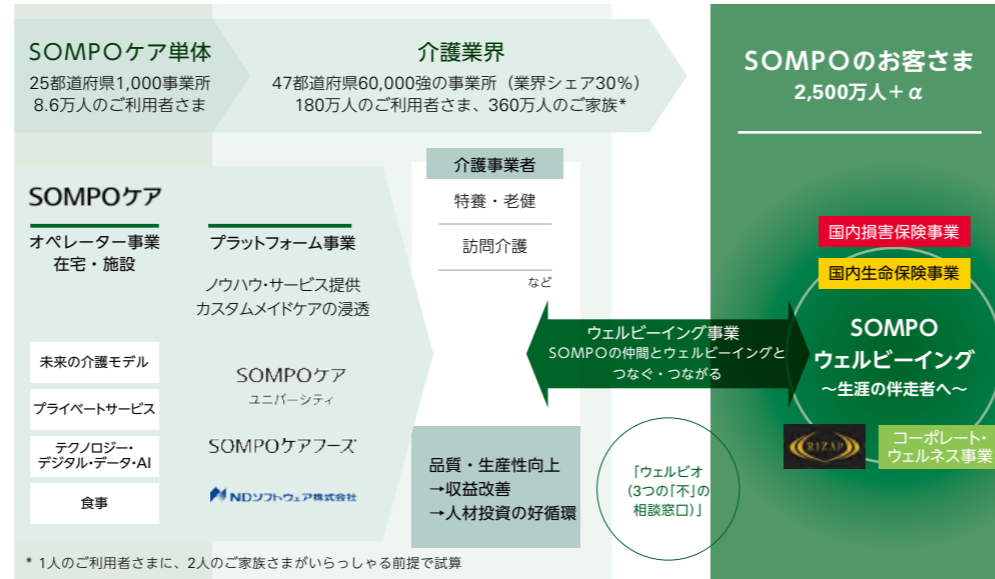 SOMPOケア単体
25都道府県1,000事業所
8.6万人のご利用者さま
介護業界
47都道府県60,000強の事業所（業界シェア30%）
180万人のご利用者さま、360万人のご家族*
SOMPOのお客さま
2,500万人＋α
SOMPOケア
オペレーター事業
在宅・施設
未来の介護モデル
プライベートサービス
テクノロジー・
デジタル・データ・AI
食事
プラットフォーム事業
ノウハウ・サービス提供
カスタムメイドケアの浸透
SOMPOケア
ユニバーシティ
SOMPOケアフーズ
NDソフトウェア株式会社
介護事業者
特養・老健
訪問介護
など
品質・生産性向上
→収益改善
→人材投資の好循環
ウェルビーイング事業
SOMPOの仲間とウェルビーイングと
つなぐ・つながる
「ウェルビオ
（3つの「不」の
相談窓口）」
国内損害保険事業
国内生命保険事業
SOMPO
ウェルビーイング
〜生涯の伴走者へ〜
RIZAP
コーポレート・
ウェルネス事業
* 1人のご利用者さまに、2人のご家族さまがいらっしゃる前提で試算